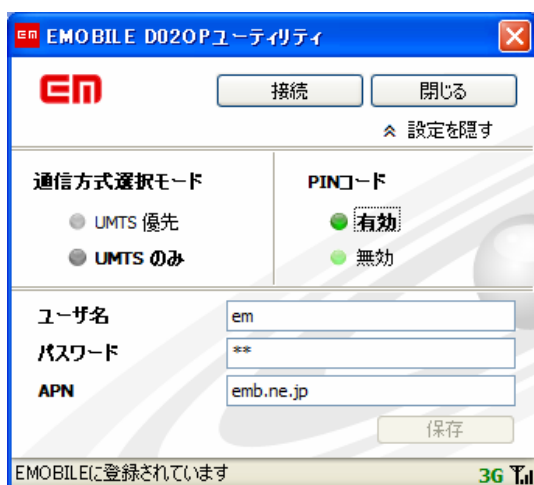 EM EMOBILE D02OPユーティリティ
EM 接続 閉じる
設定を隠す
通信方式選択モード PINコード
UMTS 優先 有効
UMTS のみ 無効
ユーザ名 em
パスワード **
APN emb.ne.jp
保存
EMOBILEに登録されています 3G